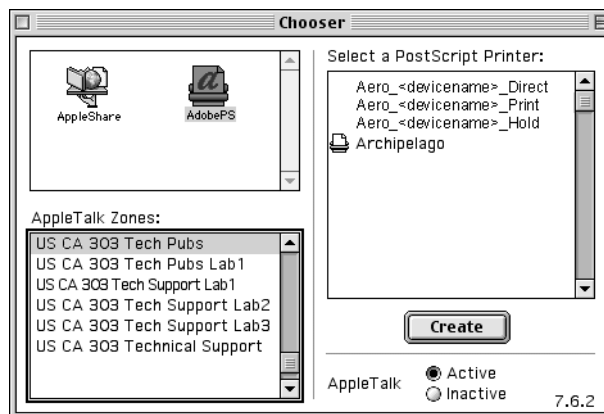 Chooser
AppleShare
AdobePS
AppleTalk Zones:
US CA 303 Tech Pubs
US CA 303 Tech Pubs Lab1
US CA 303 Tech Support Lab1
US CA 303 Tech Support Lab2
US CA 303 Tech Support Lab3
US CA 303 Technical Support
Select a PostScript Printer:
Aero_<devicename>_Direct
Aero_<devicename>_Print
Aero_<devicename>_Hold
Archipelago
Create
AppleTalk
Active
Inactive
7.6.2